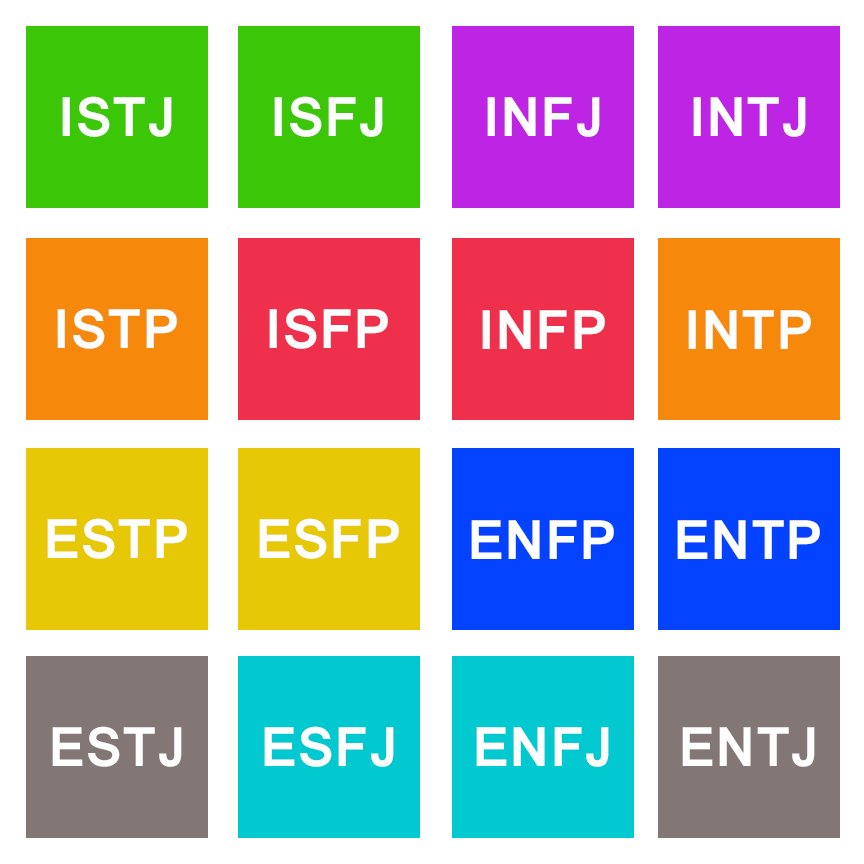 ISTJ ISFJ INFJ INTJ
ISTP ISFP INFP INTP
ESTP ESFP ENFP ENTP
ESTJ ESFJ ENFJ ENTJ